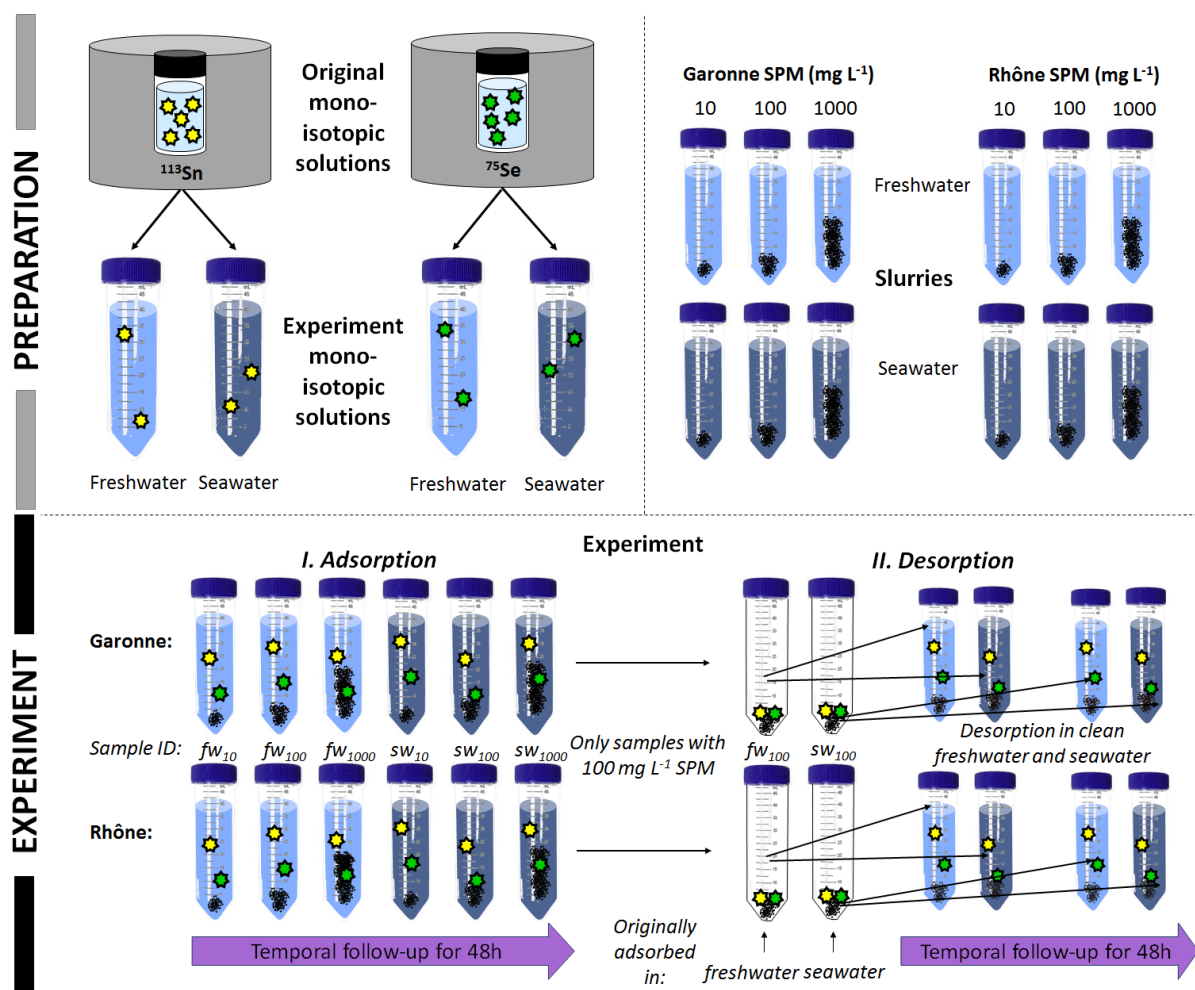 PREPARATION
Original
mono-
isotopic
solutions
113Sn
75Se
Experiment
mono-
isotopic
solutions
Freshwater Seawater
Freshwater Seawater
Garonne SPM (mg L-1)
10 100 1000
Rhône SPM (mg L-1)
10 100 1000
Freshwater
Slurries
Seawater
EXPERIMENT
Experiment
I. Adsorption
II. Desorption
Garonne:
Sample ID: fw10 fw100 fw1000 sw10 sw100 sw1000
Only samples with
100 mg L-1 SPM
fw100 sw100
Desorption in clean
freshwater and seawater
Rhône:
Temporal follow-up for 48h
Originally
adsorbed
in:
freshwater seawater
Temporal follow-up for 48h